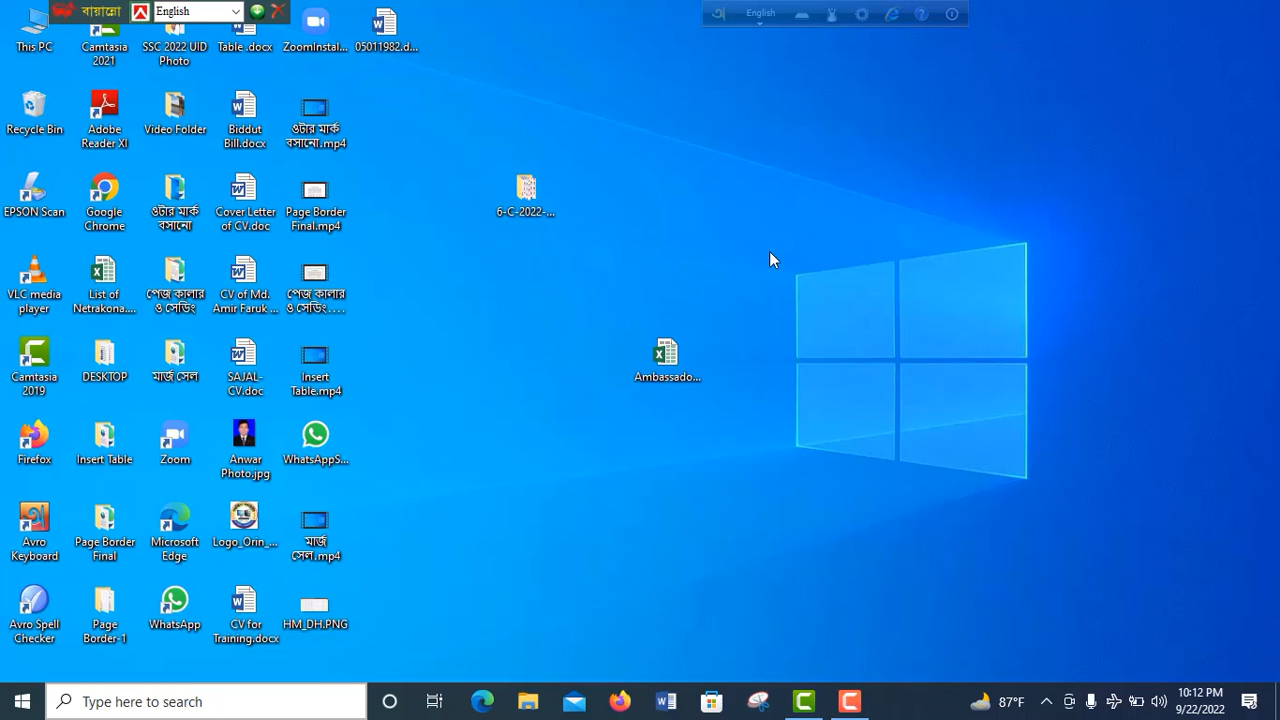 বায়ান্নো
English
English
This PC
Camtasia
2021
SSC 2022 UID
Photo
Table .docx
ZoomInstal...
05011982.d...
Recycle Bin
Adobe
Reader XI
Video Folder
Biddut
Bill.docx
ওটার মার্ক
বসানো.mp4
EPSON Scan
Google
Chrome
ওটার মার্ক
বসানো
Cover Letter
of CV.doc
Page Border
Final.mp4
6-C-2022-...
VLC media
player
List of
Netrakona....
পেজ কালার
ও সেডিং
CV of Md.
Amir Faruk ...
পেজ কালার
ও সেডিং ....
Camtasia
2019
DESKTOP
মার্জ সেল
SAJAL-
CV.doc
Insert
Table.mp4
Ambassado...
Firefox
Insert Table
Zoom
Anwar
Photo.jpg
WhatsAppS...
Avro
Keyboard
Page Border
Final
Microsoft
Edge
Logo_Orin_...
মার্জ
সেল.mp4
Avro Spell
Checker
Page
Border-1
WhatsApp
CV for
Training.docx
HM_DH.PNG
Type here to search
87°F
10:12 PM
9/22/2022